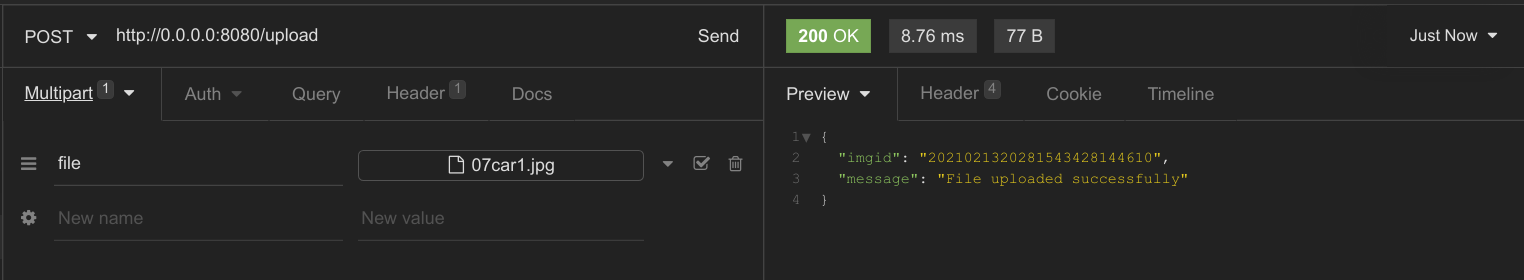 POST http://0.0.0.0:8080/upload Send
200 OK 8.76 ms 77 B Just Now
Multipart 1 Auth Query Header 1 Docs
Preview Header 4 Cookie Timeline
file 07car1.jpg
New name New value
1 {
2 "imgid": "2021021320281543428144610",
3 "message": "File uploaded successfully"
4 }